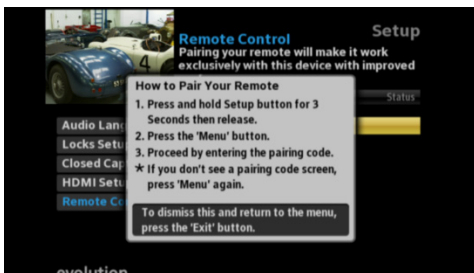 Setup
Remote Control
Pairing your remote will make it work
exclusively with this device with improved
How to Pair Your Remote
Status
1. Press and hold Setup button for 3
Seconds then release.
2. Press the 'Menu' button.
3. Proceed by entering the pairing code.
* If you don't see a pairing code screen,
press 'Menu' again.
To dismiss this and return to the menu,
press the 'Exit' button.
Audio Lang
Locks Setu
Closed Cap
HDMI Setu
Remote Co
evolution
4